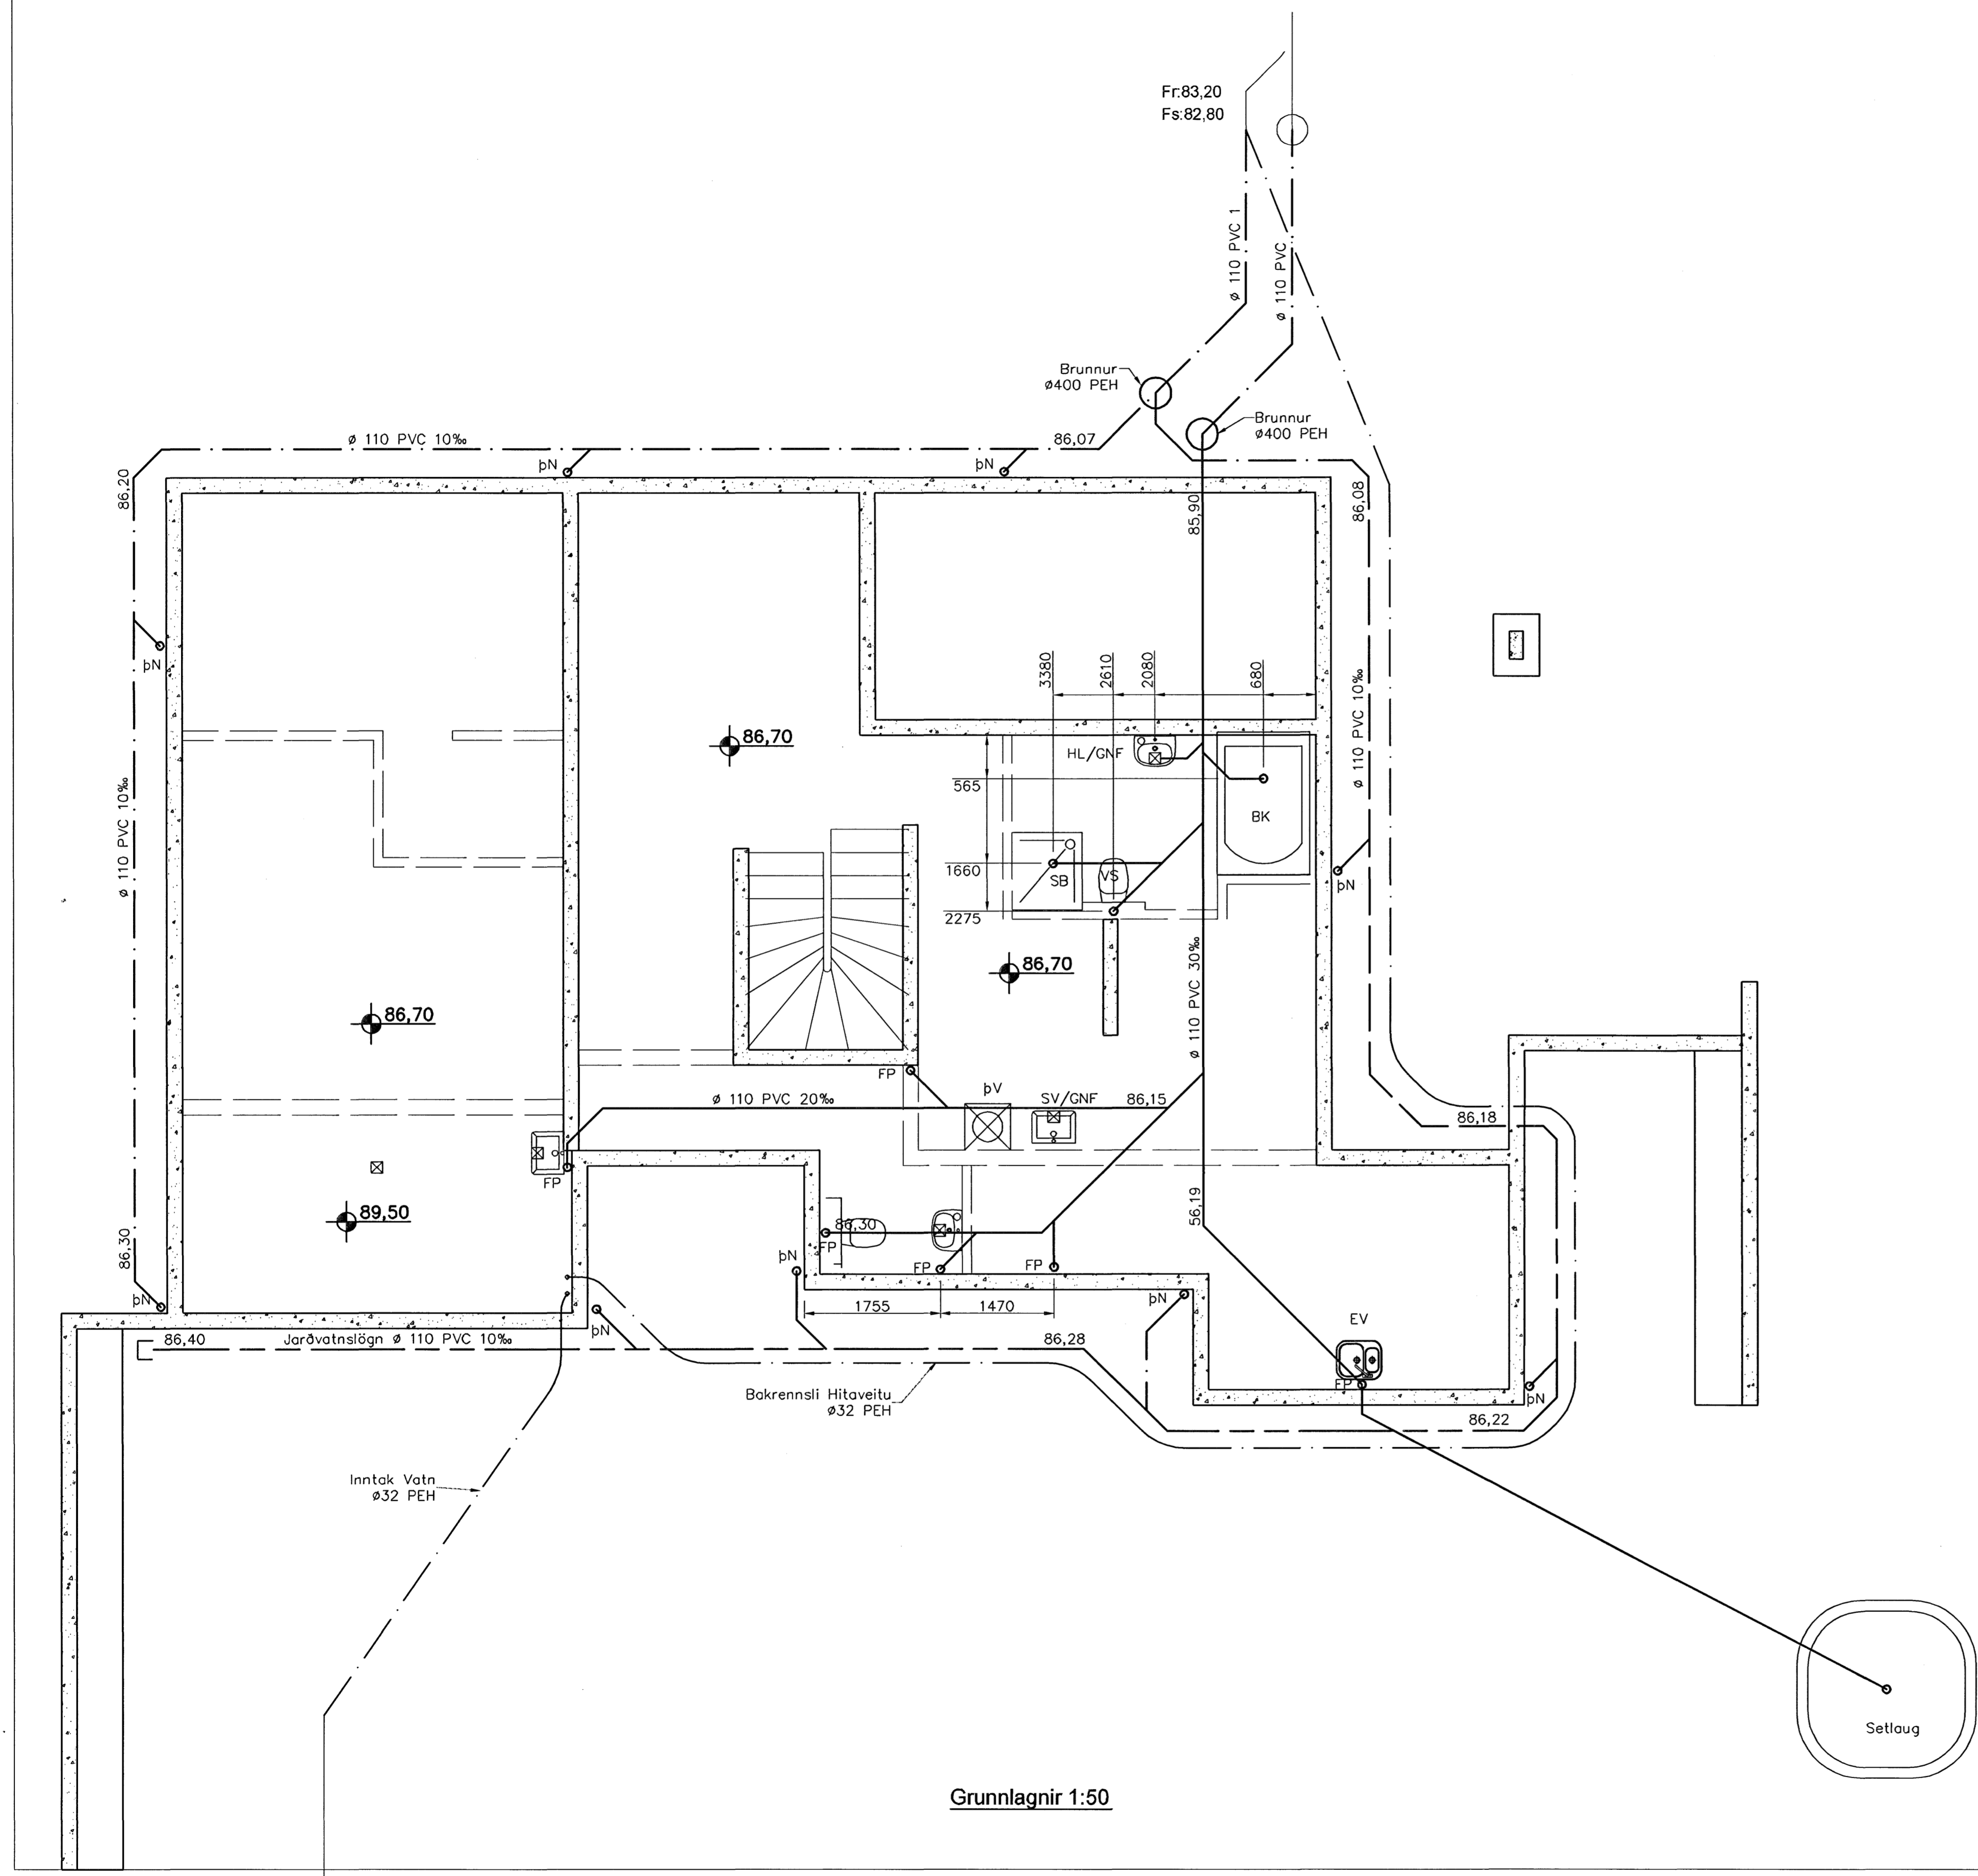 Fr:83,20
Fs:82,80
ø 110 PVC 1
ø 110 PVC
Brunnur
ø400 PEH
Brunnur
ø400 PEH
ø 110 PVC 10‰
86,07
þN
þN
86,20
85,90
86,08
þN
3380
2610
2080
680
ø 110 PVC 10‰
86,70
HL/GNF
565
BK
ø 110 PVC 10‰
1660
SB
VS
þN
2275
ø 110 PVC 30‰
86,70
86,70
FP
þV
ø 110 PVC 20‰
SV/GNF
86,15
86,18
FP
89,50
56,19
86,30
86,30
FP
þN
FP
FP
þN
1755
1470
þN
þN
EV
86,40
Jarðvatnslögn ø 110 PVC 10‰
86,28
FP
þN
Bakrennsli Hitaveitu
ø32 PEH
86,22
Inntak Vatn
ø32 PEH
Setlaug
Grunnlagnir 1:50